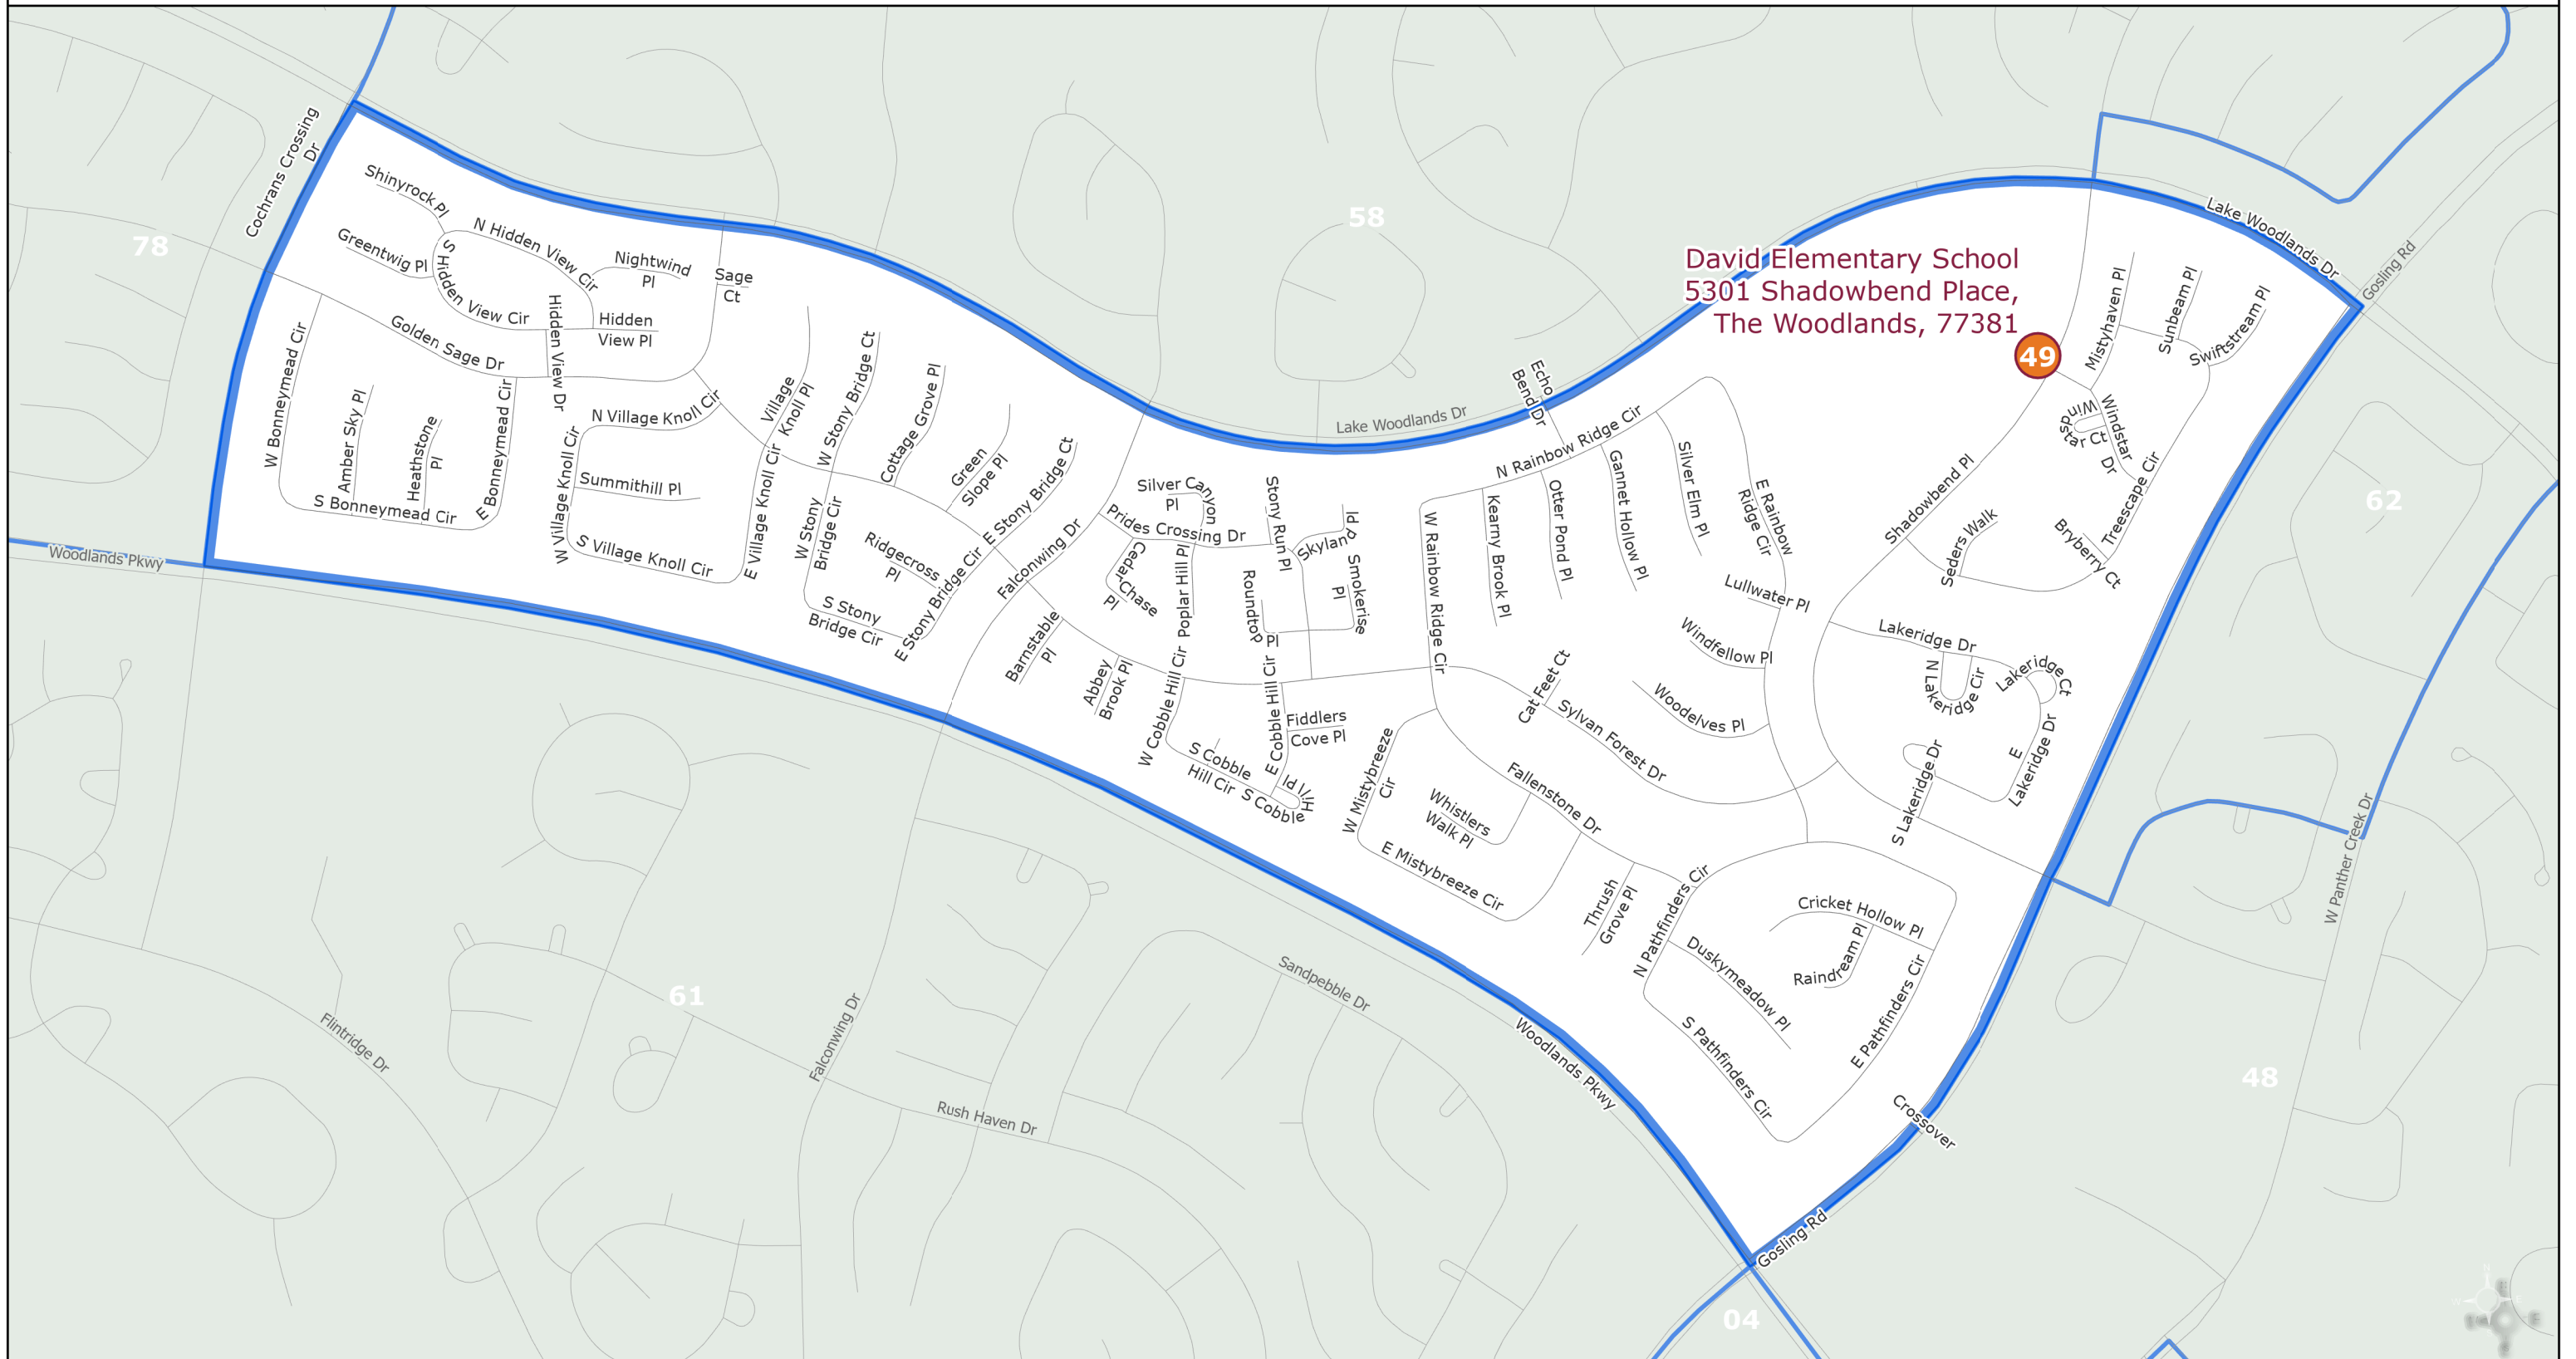 Cochrans Crossing
Dr
Shinyrock Pl
Greentwig Pl
N Hidden View Cir
S Hidden View Cir
Nightwind
Pl
Sage
Ct
Hidden
View Pl
Hidden View Dr
Golden Sage Dr
W Bonneymead Cir
Amber Sky Pl
Heathstone
Pl
E Bonneymead Cir
S Bonneymead Cir
N Village Knoll Cir
W Village Knoll Cir
Summithill Pl
S Village Knoll Cir
E Village Knoll Cir
Village
Knoll Pl
W Stony Bridge Ct
Cottage Grove Pl
Green
Slope Pl
E Stony Bridge Ct
W Stony
Bridge Cir
Ridgecross
Pl
S Stony
Bridge Cir
E Stony Bridge Cir
Falconwing Dr
Prides Crossing Dr
Silver Canyon
Pl
Stony Run Pl
Skyland Pl
Cedar Chase
Pl
Poplar Hill Pl
Roundtop Pl
Smokerise
Pl
Barnstable
Pl
Abbey
Brook Pl
W Cobble Hill Cir
E Cobble Hill Cir
Fiddlers
Cove Pl
S Cobble
Hill Cir
S Cobble Hill Pl
Lake Woodlands Dr
Echo
Bend Dr
N Rainbow Ridge Cir
W Rainbow Ridge Cir
Kearny Brook Pl
Otter Pond Pl
Gannet Hollow Pl
Silver Elm Pl
E Rainbow
Ridge Cir
Lullwater Pl
Windfellow Pl
Woodelves Pl
Cat Feet Ct
Sylvan Forest Dr
W Mistybreeze
Cir
Whistlers
Walk Pl
Fallenstone Dr
E Mistybreeze Cir
Thrush
Grove Pl
N Pathfinders Cir
Cricket Hollow Pl
Raindream Pl
Duskymeadow Pl
S Pathfinders Cir
E Pathfinders Cir
David Elementary School
5301 Shadowbend Place,
The Woodlands, 77381
49
Mistyhaven Pl
Sunbeam Pl
Swiftstream Pl
Windstar Ct
Windstar
Dr
Treescape Cir
Bryberry Ct
Seders Walk
Shadowbend Pl
Lakeridge Dr
N Lakeridge Cir
Lakeridge Ct
E
Lakeridge Dr
S Lakeridge Dr
Lake Woodlands Dr
Gosling Rd
W Panther Creek Dr
Crossover
Gosling Rd
Woodlands Pkwy
Woodlands Pkwy
Sandpebble Dr
Rush Haven Dr
Falconwing Dr
Flintridge Dr
78
58
62
61
48
04